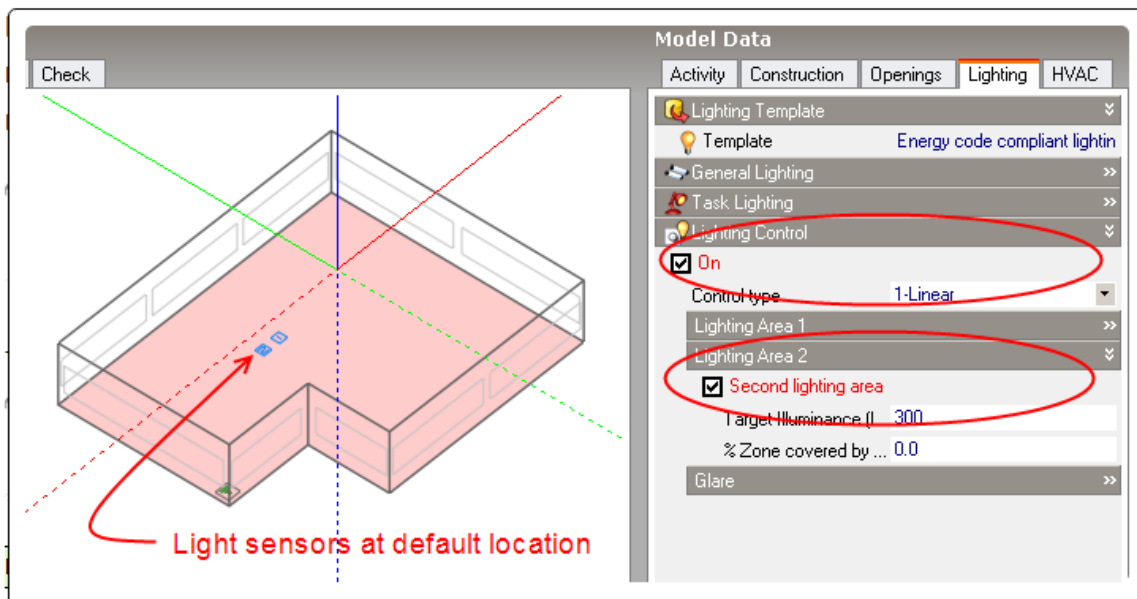 Model Data
Check
Activity Construction Openings Lighting HVAC
Lighting Template
Template Energy code compliant lightin
General Lighting
Task Lighting
Lighting Control
On
Control type 1-Linear
Lighting Area 1
Lighting Area 2
Second lighting area
Target Illuminance (l... 300
% Zone covered by ... 0.0
Glare
Light sensors at default location